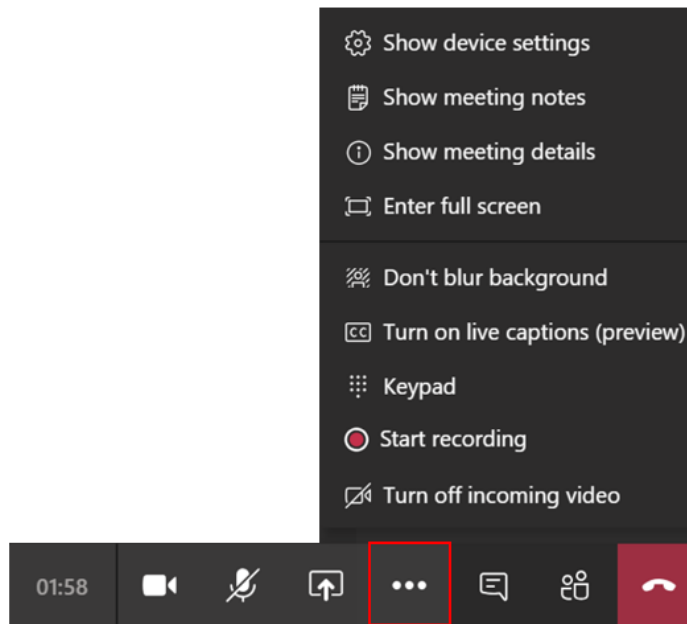 Show device settings
Show meeting notes
Show meeting details
Enter full screen
Don't blur background
CC Turn on live captions (preview)
Keypad
Start recording
Turn off incoming video
01:58